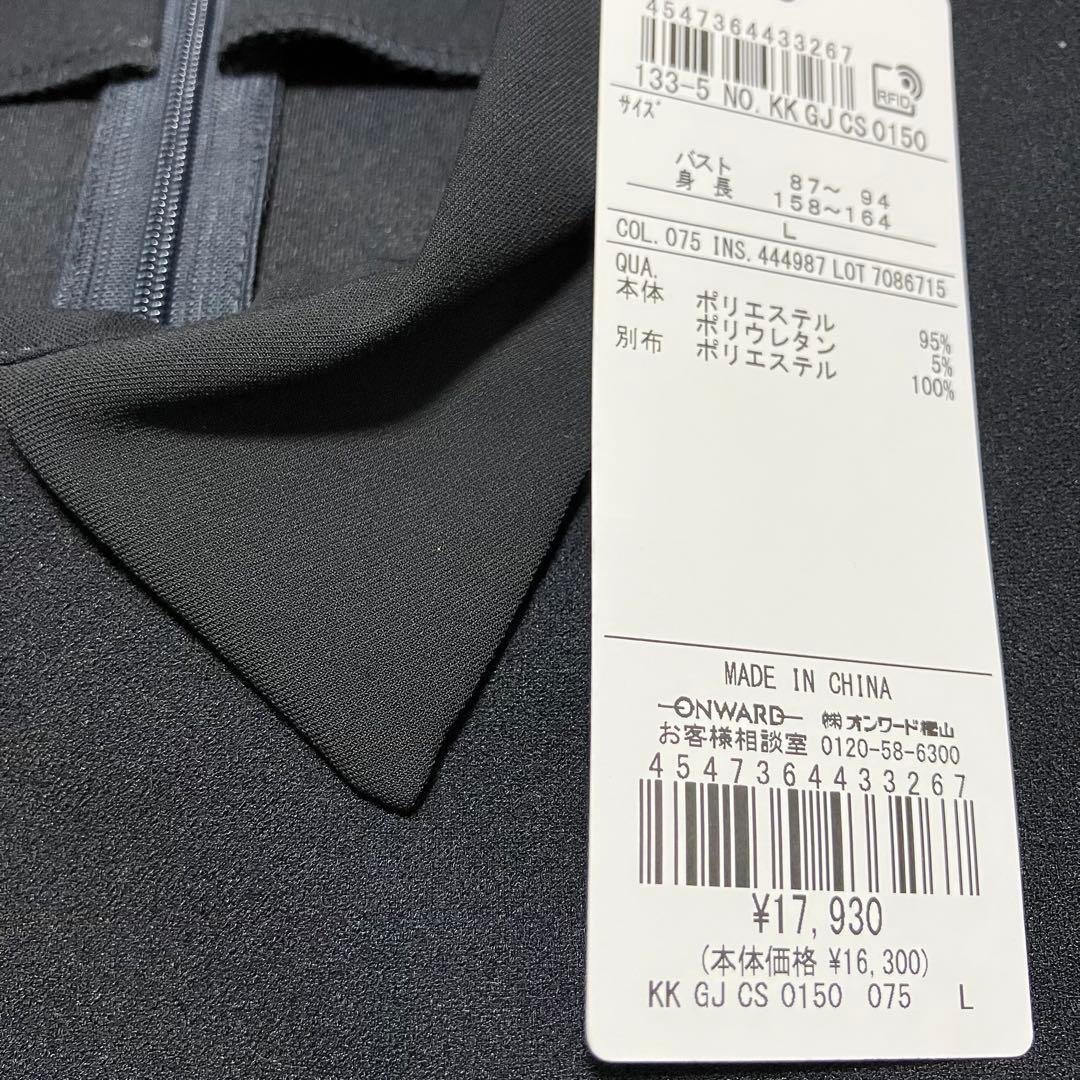 4547364433267
133-5 NO. KK GJ CS 0150
RFID
サイズ
バスト 87～ 94
身長 158～164
L
COL. 075 INS. 444987 LOT 7086715
QUA.
本体 ポリエステル 95%
ポリウレタン 5%
別布 ポリエステル 100%
MADE IN CHINA
ONWARD ㈱オンワード樫山
お客様相談室 0120-58-6300
4547364433267
¥17,930
(本体価格 ¥16,300)
KK GJ CS 0150 075 L